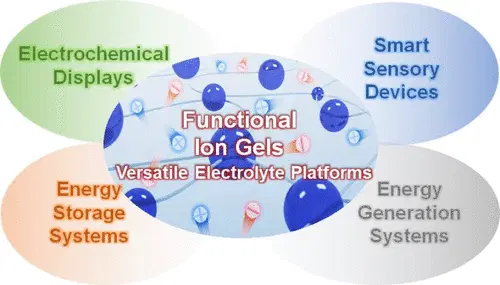 Electrochemical
Displays
Smart
Sensory
Devices
Functional
Ion Gels
Versatile Electrolyte Platforms
Energy
Storage
Systems
Energy
Generation
Systems